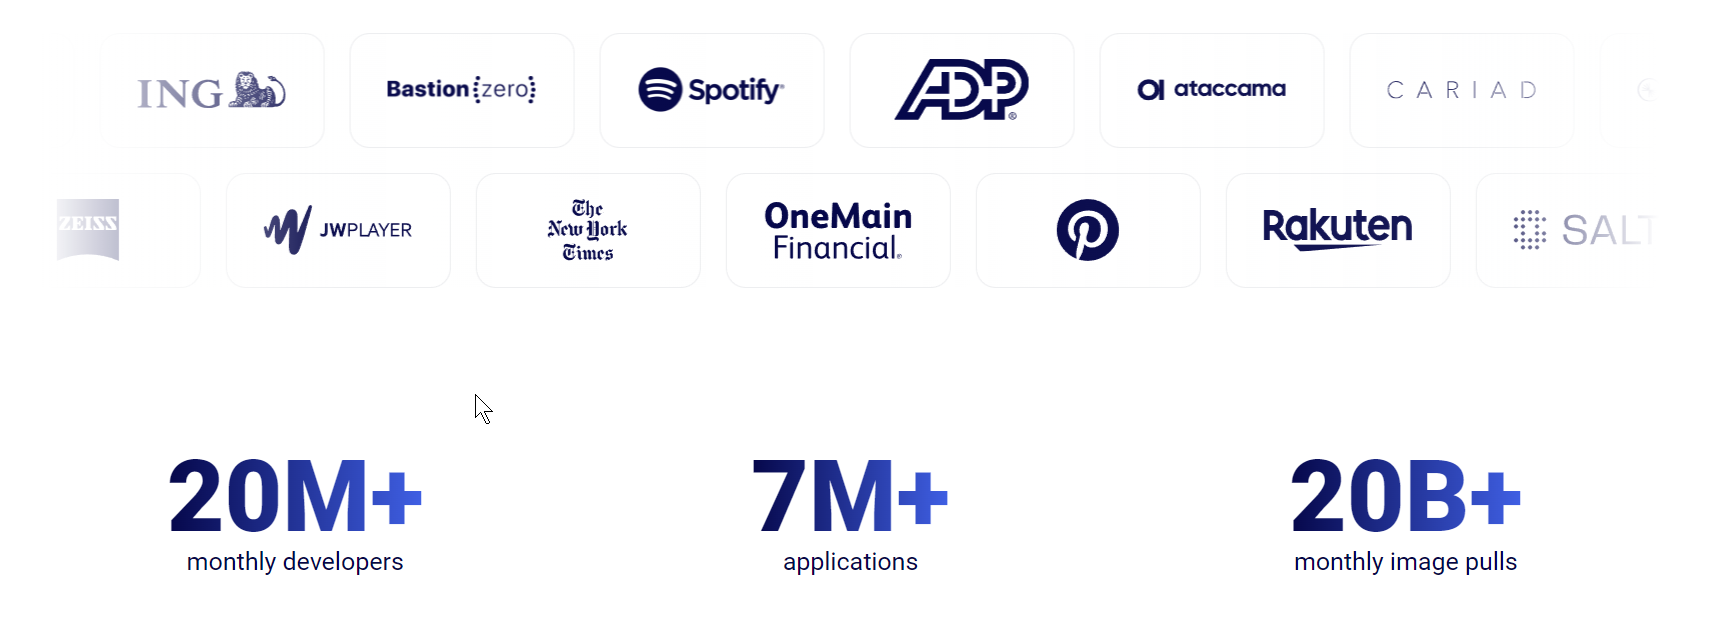 ING
Bastion zero
Spotify®
ADP®
ataccama
CARIAD
ZEISS
JWPLAYER
The
New York
Times
OneMain
Financial®
Rakuten
SALT
20M+
monthly developers
7M+
applications
20B+
monthly image pulls